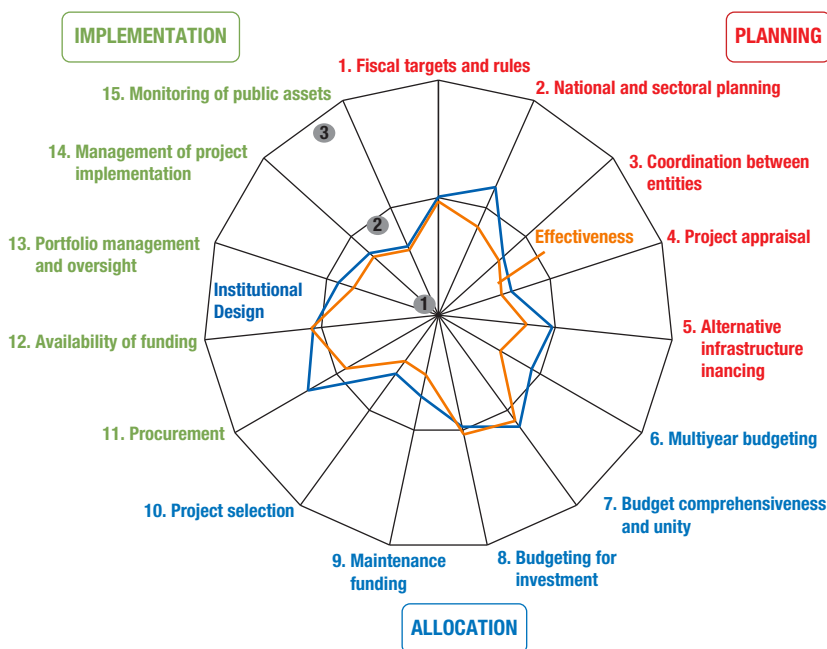 IMPLEMENTATION
PLANNING
1. Fiscal targets and rules
2. National and sectoral planning
3. Coordination between
entities
4. Project appraisal
5. Alternative
infrastructure
inancing
6. Multiyear budgeting
7. Budget comprehensiveness
and unity
8. Budgeting for
investment
9. Maintenance
funding
10. Project selection
11. Procurement
12. Availability of funding
13. Portfolio management
and oversight
14. Management of project
implementation
15. Monitoring of public assets
3
2
1
Effectiveness
Institutional
Design
ALLOCATION